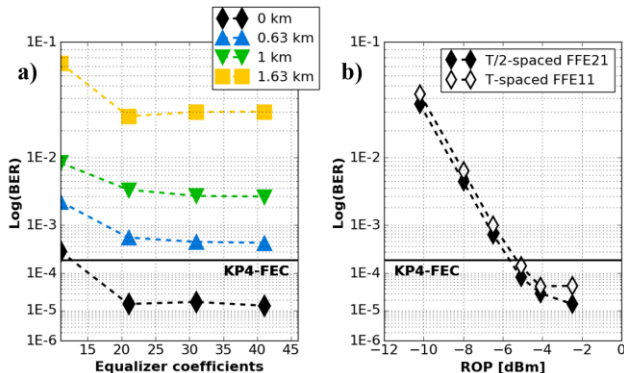 a)
0 km
0.63 km
1 km
1.63 km
1E-1
1E-2
1E-3
1E-4
1E-5
1E-6
Log(BER)
KP4-FEC
15 20 25 30 35 40 45
Equalizer coefficients
b)
T/2-spaced FFE21
T-spaced FFE11
1E-1
1E-2
1E-3
1E-4
1E-5
1E-6
Log(BER)
KP4-FEC
−12 −10 −8 −6 −4 −2 0
ROP [dBm]